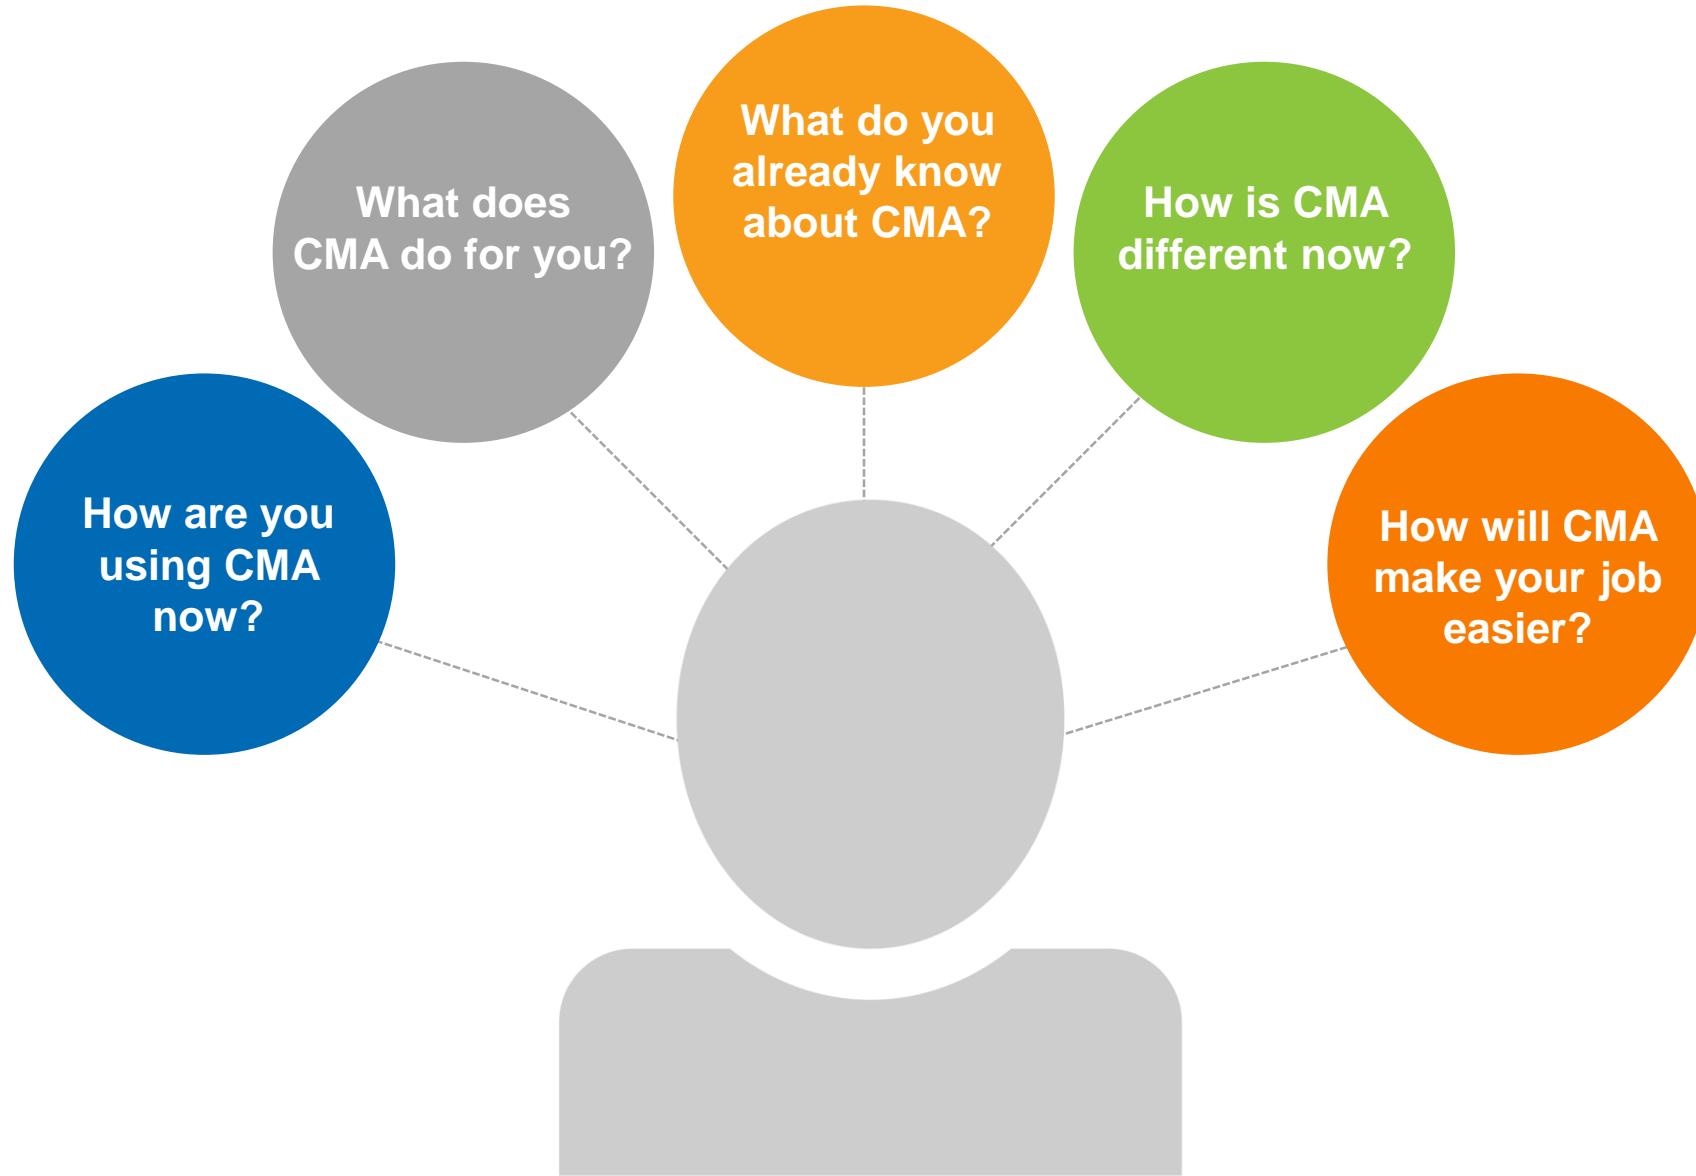 How are you
using CMA
now?
What does
CMA do for you?
What do you
already know
about CMA?
How is CMA
different now?
How will CMA
make your job
easier?